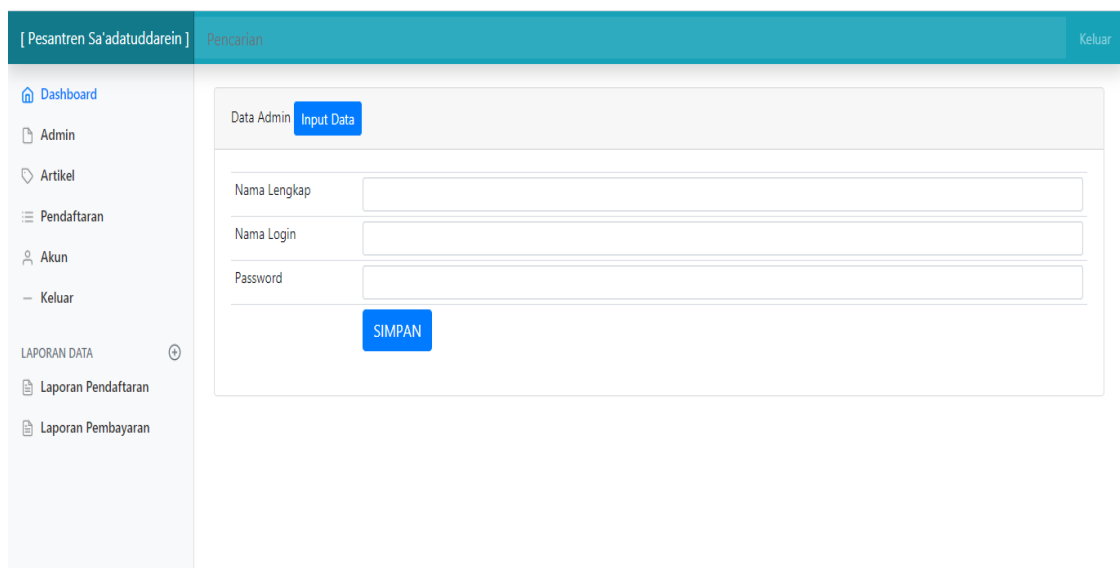 [ Pesantren Sa'adatuddarein ]
Pencarian
Keluar
Dashboard
Admin
Artikel
Pendaftaran
Akun
Keluar
LAPORAN DATA
Laporan Pendaftaran
Laporan Pembayaran
Data Admin Input Data
Nama Lengkap
Nama Login
Password
SIMPAN